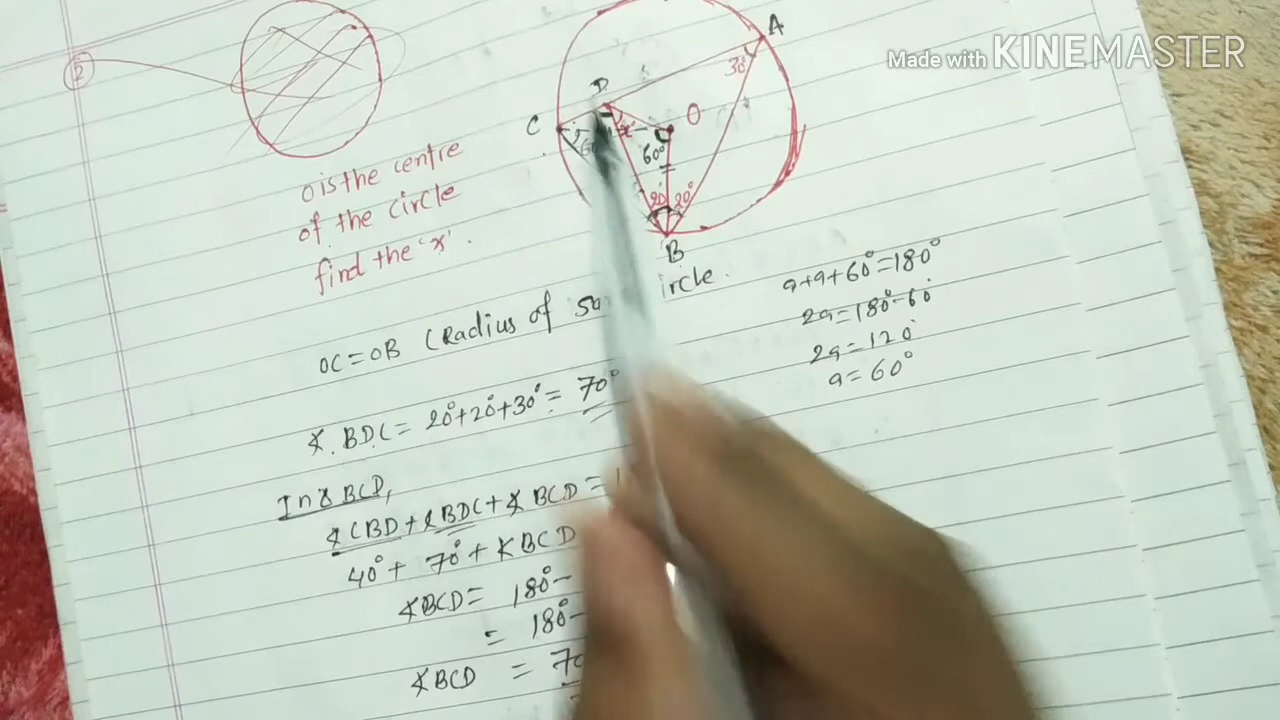 Made with KINEMASTER
2
A
30°
D
O
C
x
60°
20°
20°
B
O is the centre
of the circle
find the 'x'.
OC=OB (Radius of circle.
∡.BDC= 20°+20°+30°= 70°
In ∡ BCD,
∡CBD+∡BDC+∡BCD=
40°+ 70°+∡BCD
∡BCD= 180°-
= 180°-
∡BCD =
a+a+60°=180°
2a=180°-60°
2a=120°
a=60°